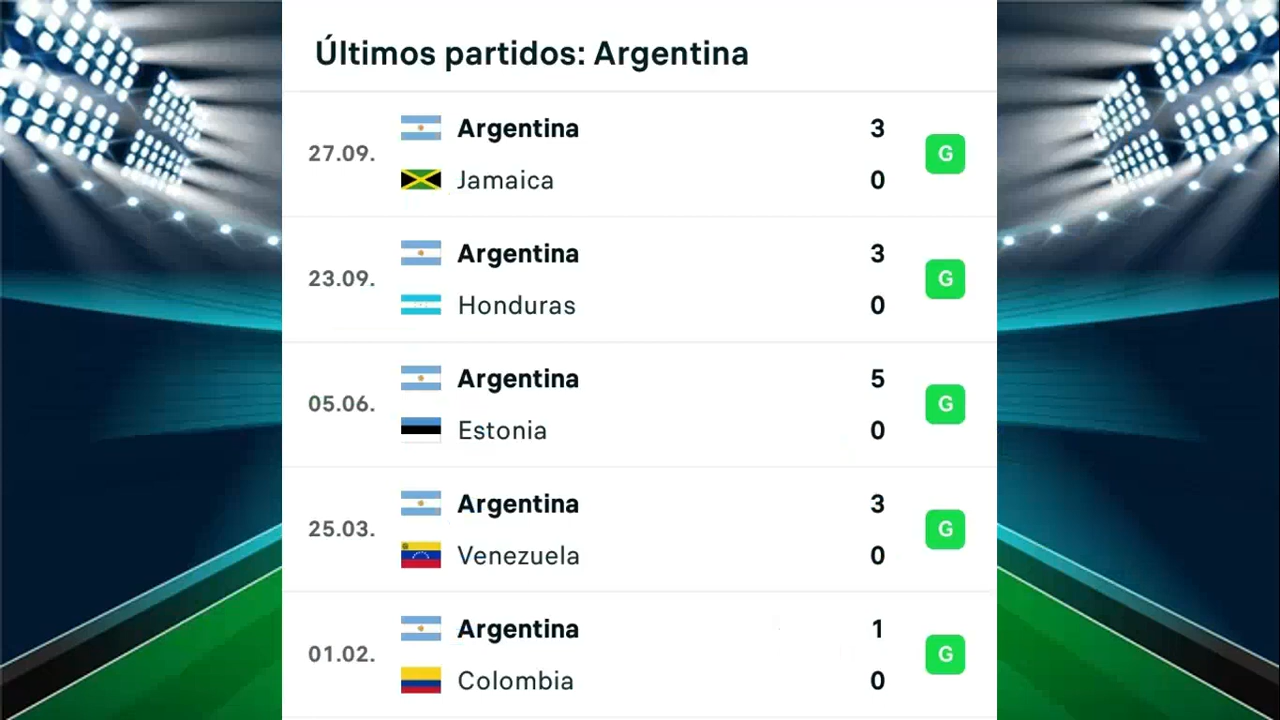 Últimos partidos: Argentina
27.09.
Argentina 3
Jamaica 0
G
23.09.
Argentina 3
Honduras 0
G
05.06.
Argentina 5
Estonia 0
G
25.03.
Argentina 3
Venezuela 0
G
01.02.
Argentina 1
Colombia 0
G